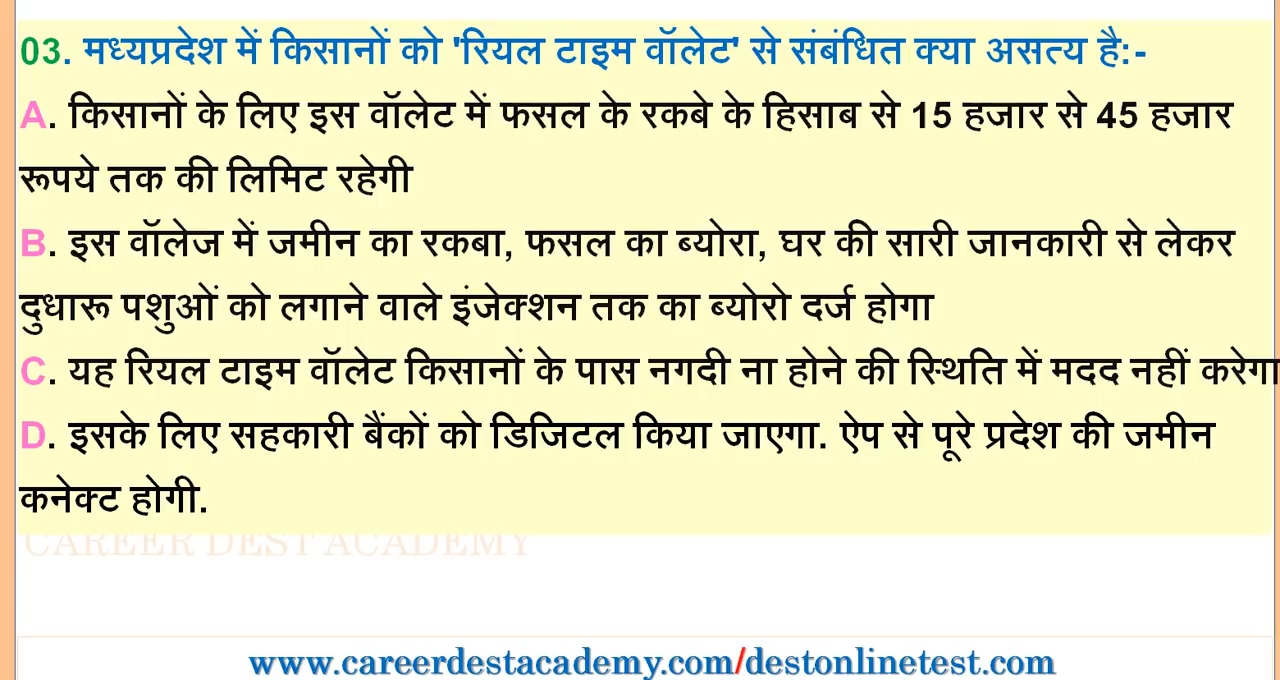 03. मध्यप्रदेश में किसानों को 'रियल टाइम वॉलेट' से संबंधित क्या असत्य है:-
A. किसानों के लिए इस वॉलेट में फसल के रकबे के हिसाब से 15 हजार से 45 हजार
रूपये तक की लिमिट रहेगी
B. इस वॉलेज में जमीन का रकबा, फसल का ब्योरा, घर की सारी जानकारी से लेकर
दुधारू पशुओं को लगाने वाले इंजेक्शन तक का ब्योरो दर्ज होगा
C. यह रियल टाइम वॉलेट किसानों के पास नगदी ना होने की स्थिति में मदद नहीं करेगा
D. इसके लिए सहकारी बैंकों को डिजिटल किया जाएगा. ऐप से पूरे प्रदेश की जमीन
कनेक्ट होगी.
CAREER DEST ACADEMY
www.careerdestacademy.com/destonlinetest.com